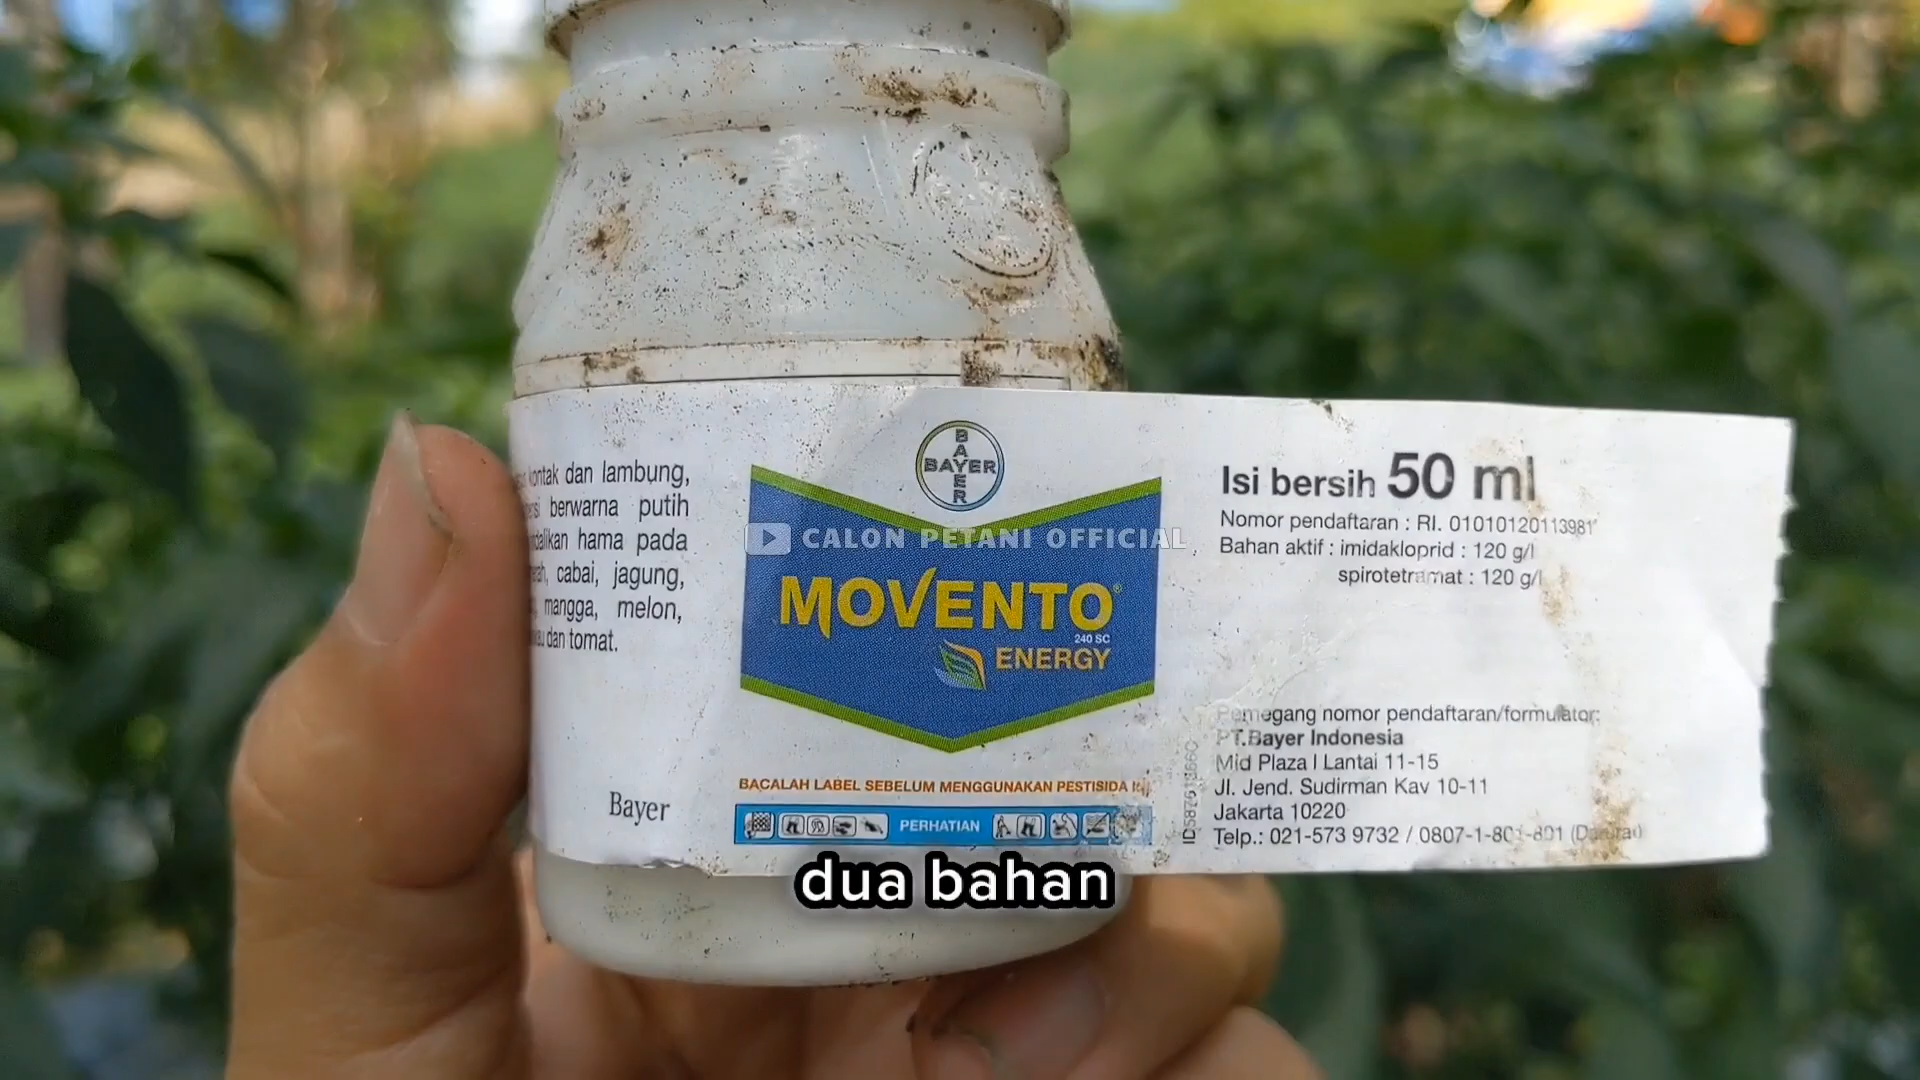 kontak dan lambung,
berwarna putih
hama pada
cabai, jagung,
mangga, melon,
dan tomat.
Bayer
BAYER
BAYER
CALON PETANI OFFICIAL
MOVENTO®
240 SC
ENERGY
BACALAH LABEL SEBELUM MENGGUNAKAN PESTISIDA
PERHATIAN
Isi bersih 50 ml
Nomor pendaftaran : RI. 01010120113981
Bahan aktif : imidakloprid : 120 g/l
spirotetramat : 120 g/l
Pemegang nomor pendaftaran/formulator:
PT.Bayer Indonesia
Mid Plaza I Lantai 11-15
Jl. Jend. Sudirman Kav 10-11
Jakarta 10220
Telp.: 021-573 9732 / 0807-1-801-801
dua bahan